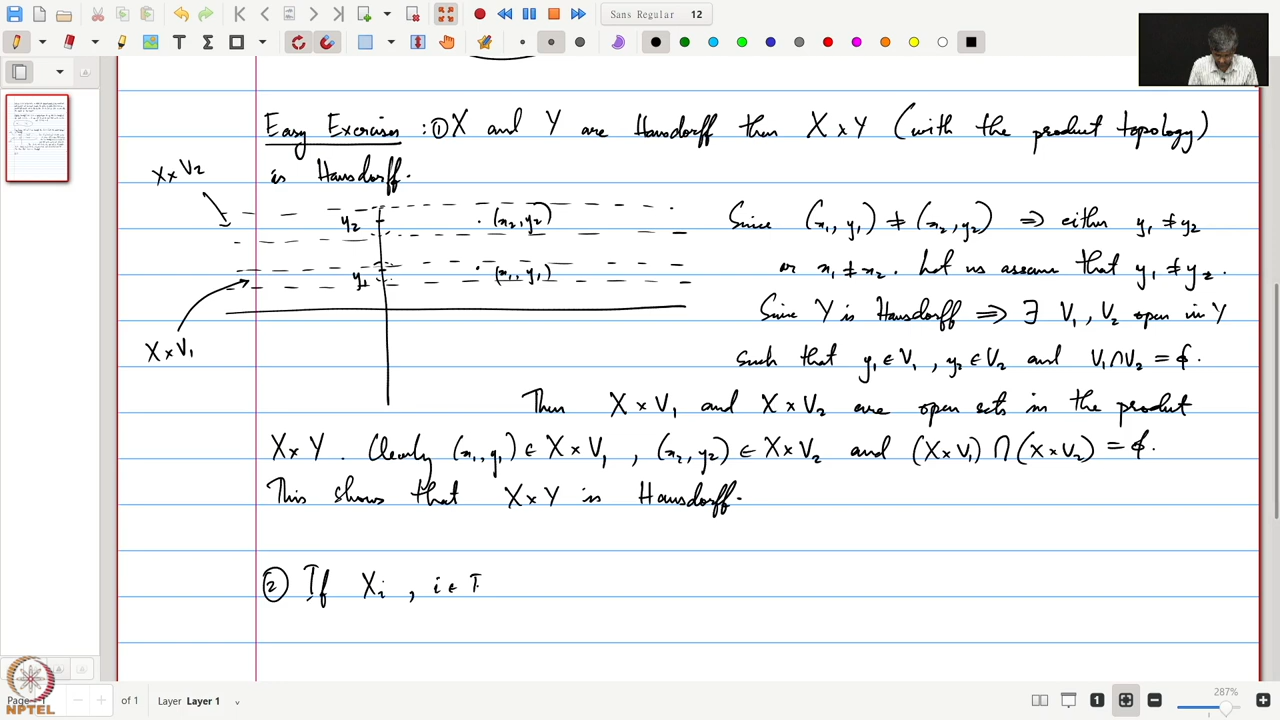 Sans Regular 12
Easy Exercises : ① X and Y are Hausdorff then X × Y (with the product topology)
is Hausdorff.
X × V₂
y₂
(x₂, y₂)
y₁
(x₁, y₁)
X × V₁
Since (x₁, y₁) ≠ (x₂, y₂) ⇒ either y₁ ≠ y₂
or x₁ ≠ x₂. Let us assume that y₁ ≠ y₂.
Since Y is Hausdorff ⇒ ∃ V₁, V₂ open in Y
such that y₁ ∈ V₁, y₂ ∈ V₂ and V₁ ∩ V₂ = ϕ.
Then X × V₁ and X × V₂ are open sets in the product
X × Y. Clearly (x₁, y₁) ∈ X × V₁, (x₂, y₂) ∈ X × V₂ and (X × V₁) ∩ (X × V₂) = ϕ.
This shows that X × Y is Hausdorff.
② If Xᵢ, i ∈ I
NPTEL
Page 1 of 1 Layer Layer 1
287%